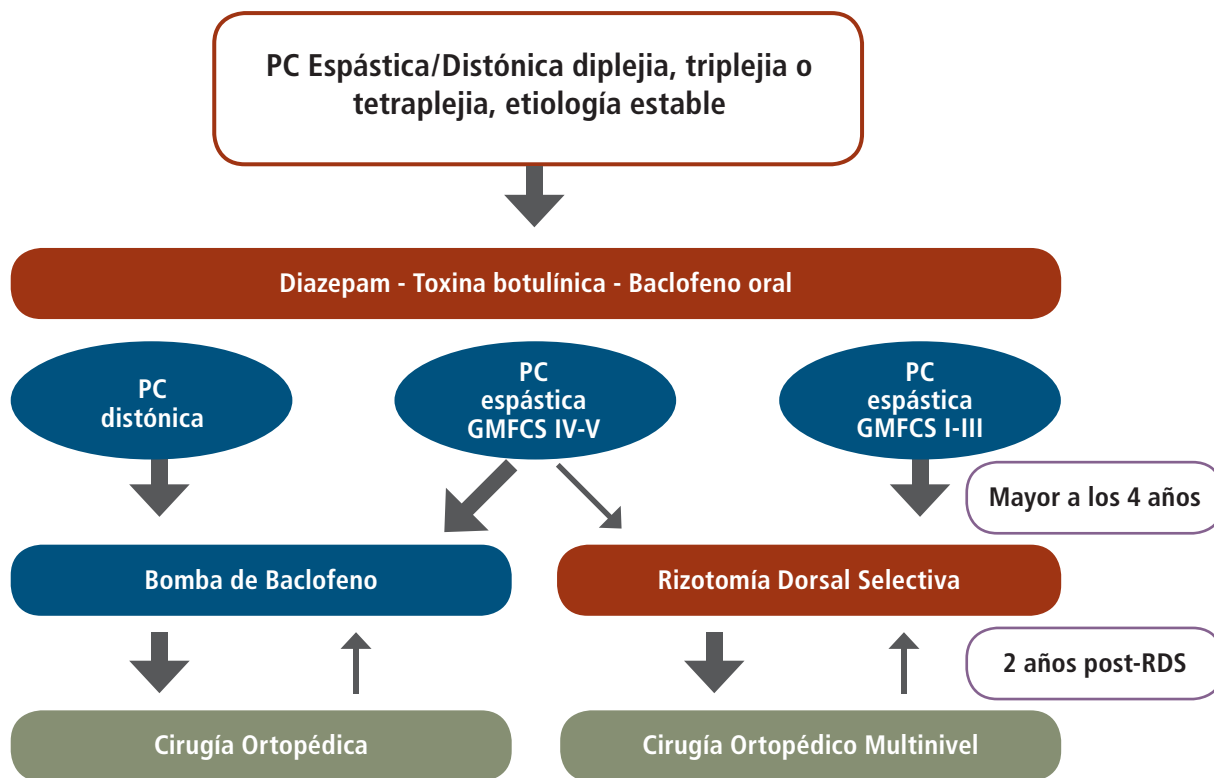 PC Espástica/Distónica diplejia, triplejia o
tetraplejia, etiología estable
Diazepam - Toxina botulínica - Baclofeno oral
PC
distónica
PC
espástica
GMFCS IV-V
PC
espástica
GMFCS I-III
Mayor a los 4 años
Bomba de Baclofeno
Rizotomía Dorsal Selectiva
2 años post-RDS
Cirugía Ortopédica
Cirugía Ortopédico Multinivel